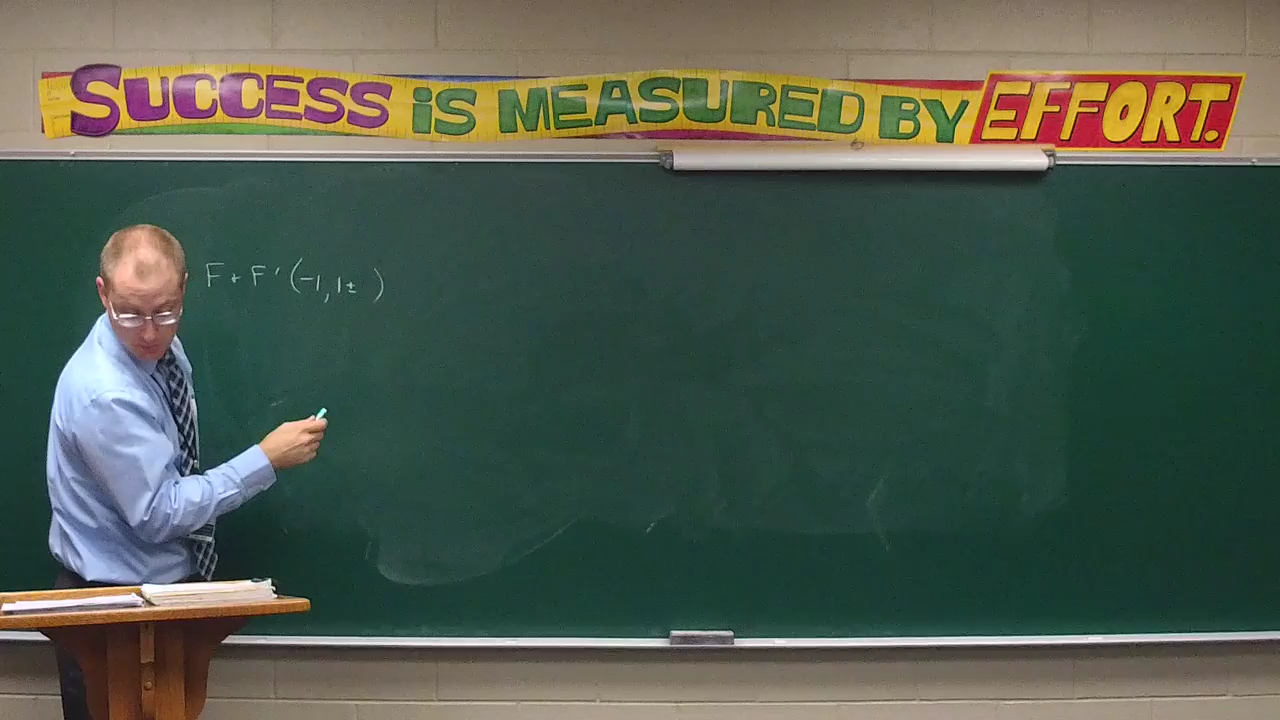 SUCCESS iS MEASURED BY EFFORT.
F + F' (-1, 1± )